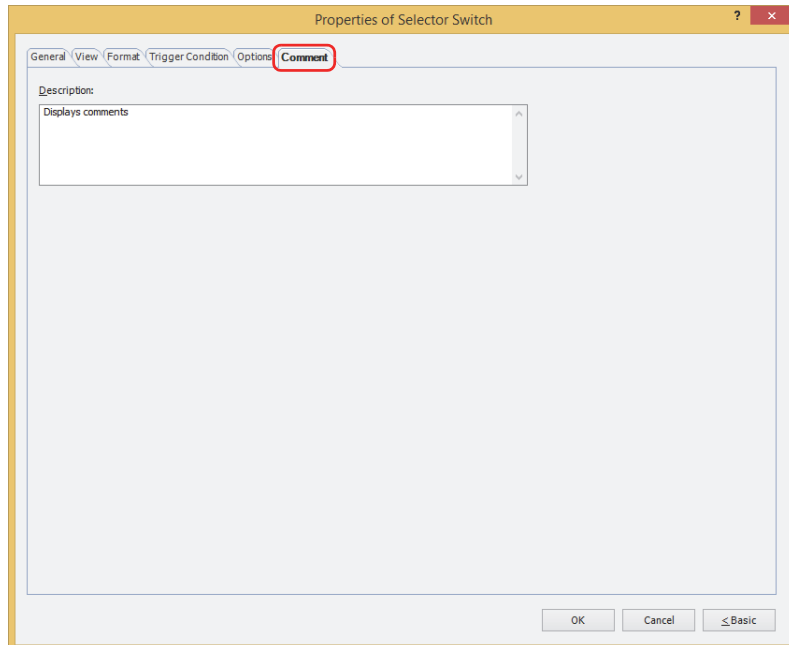 Properties of Selector Switch
? ×
General View Format Trigger Condition Options Comment
Description:
Displays comments
OK Cancel < Basic